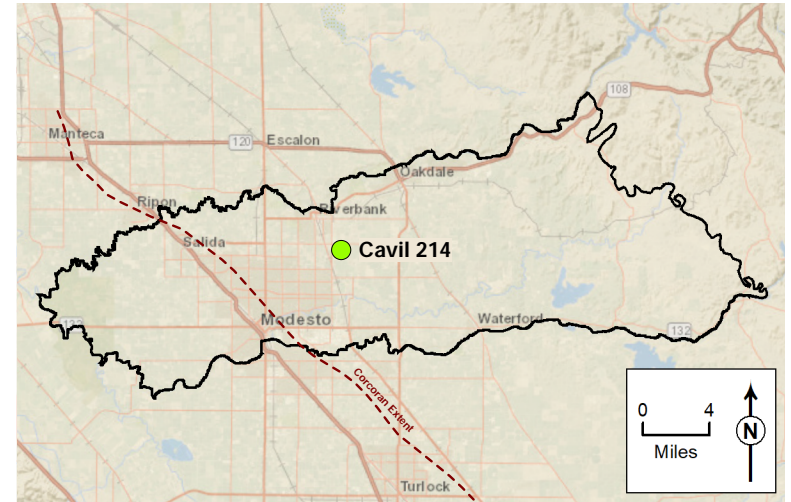 108
Manteca
120
Escalon
Oakdale
Ripon
Riverbank
Salida
Cavil 214
Waterford
132
Modesto
132
Corcoran Extent
0 4
Miles
N
Turlock